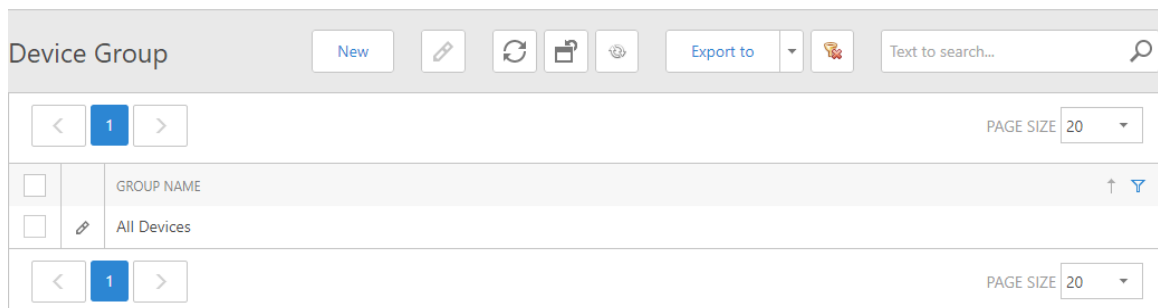 Device Group New Export to Text to search...
1 PAGE SIZE 20
GROUP NAME
All Devices
1 PAGE SIZE 20